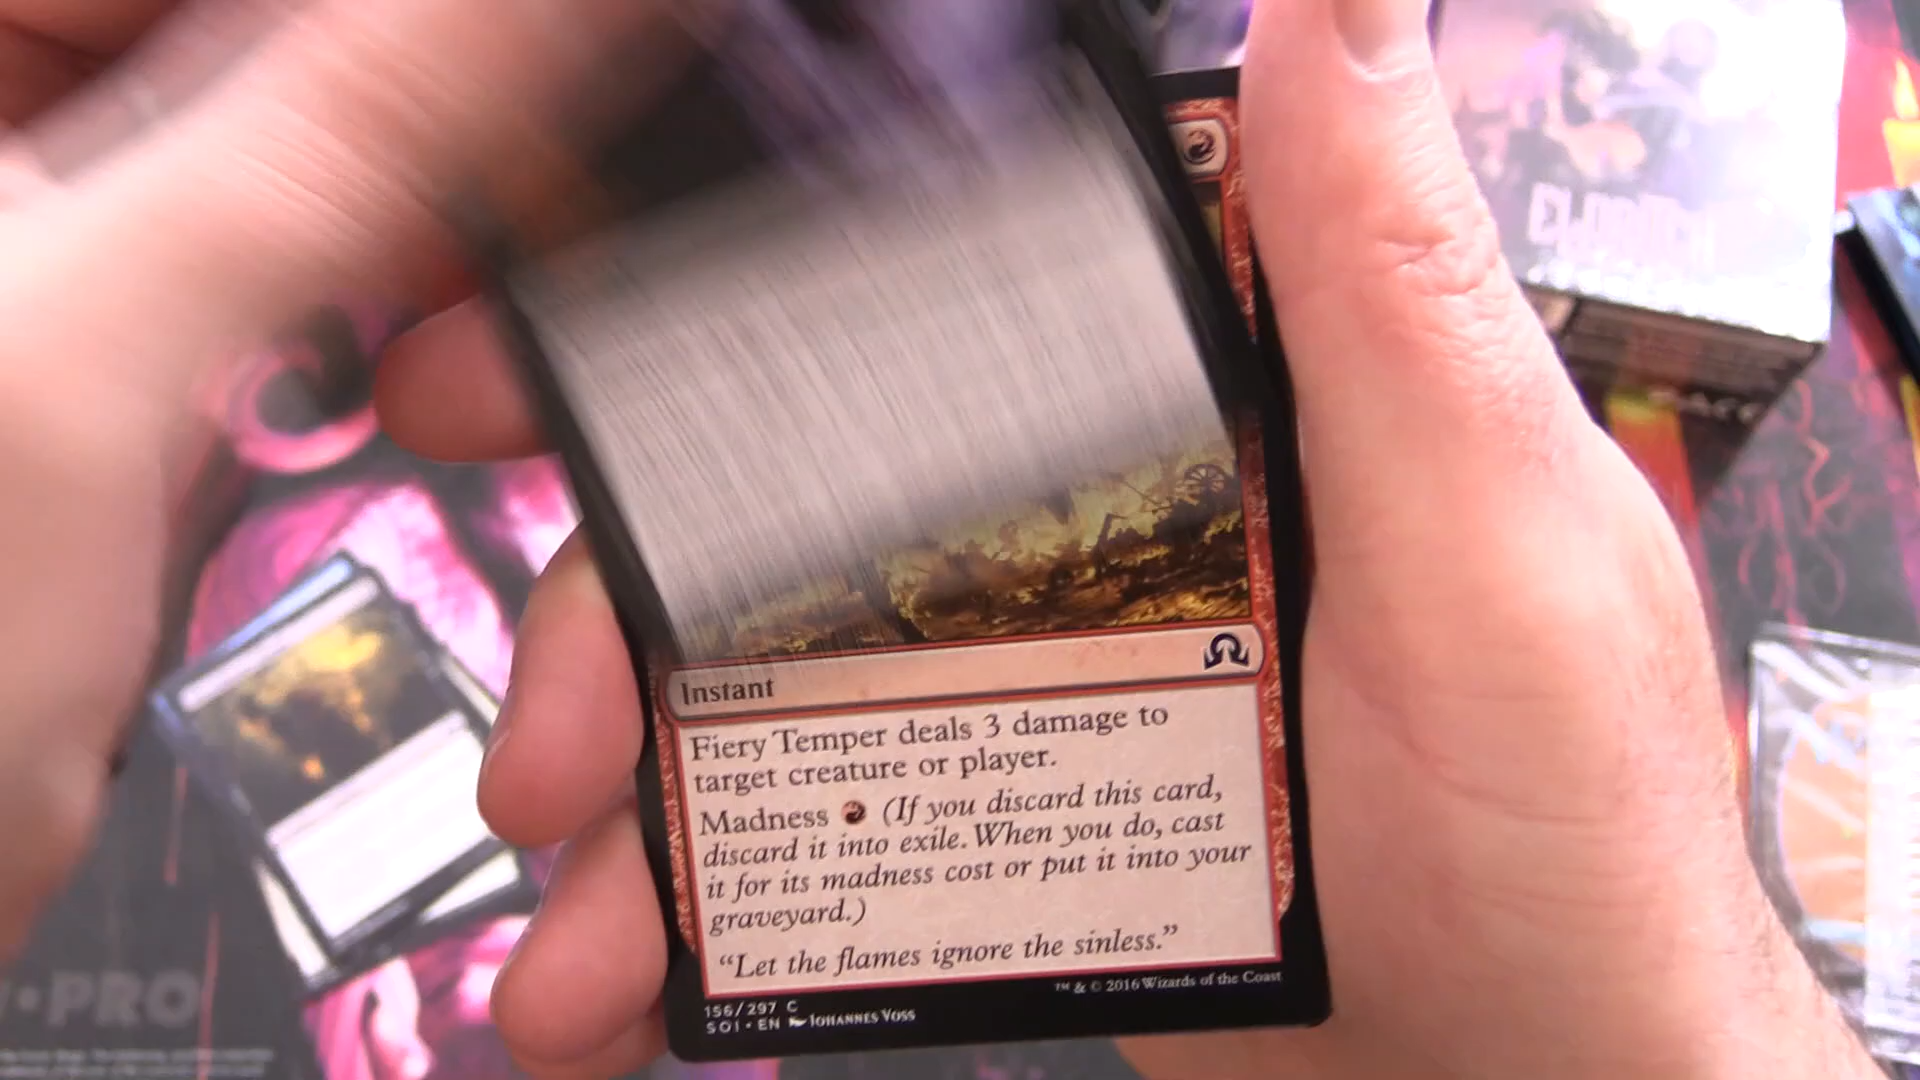 Instant
Fiery Temper deals 3 damage to
target creature or player.
Madness (If you discard this card,
discard it into exile. When you do, cast
it for its madness cost or put it into your
graveyard.)
“Let the flames ignore the sinless.”
™ & © 2016 Wizards of the Coast
156/297 C
SOI • EN Johannes Voss
• PRO